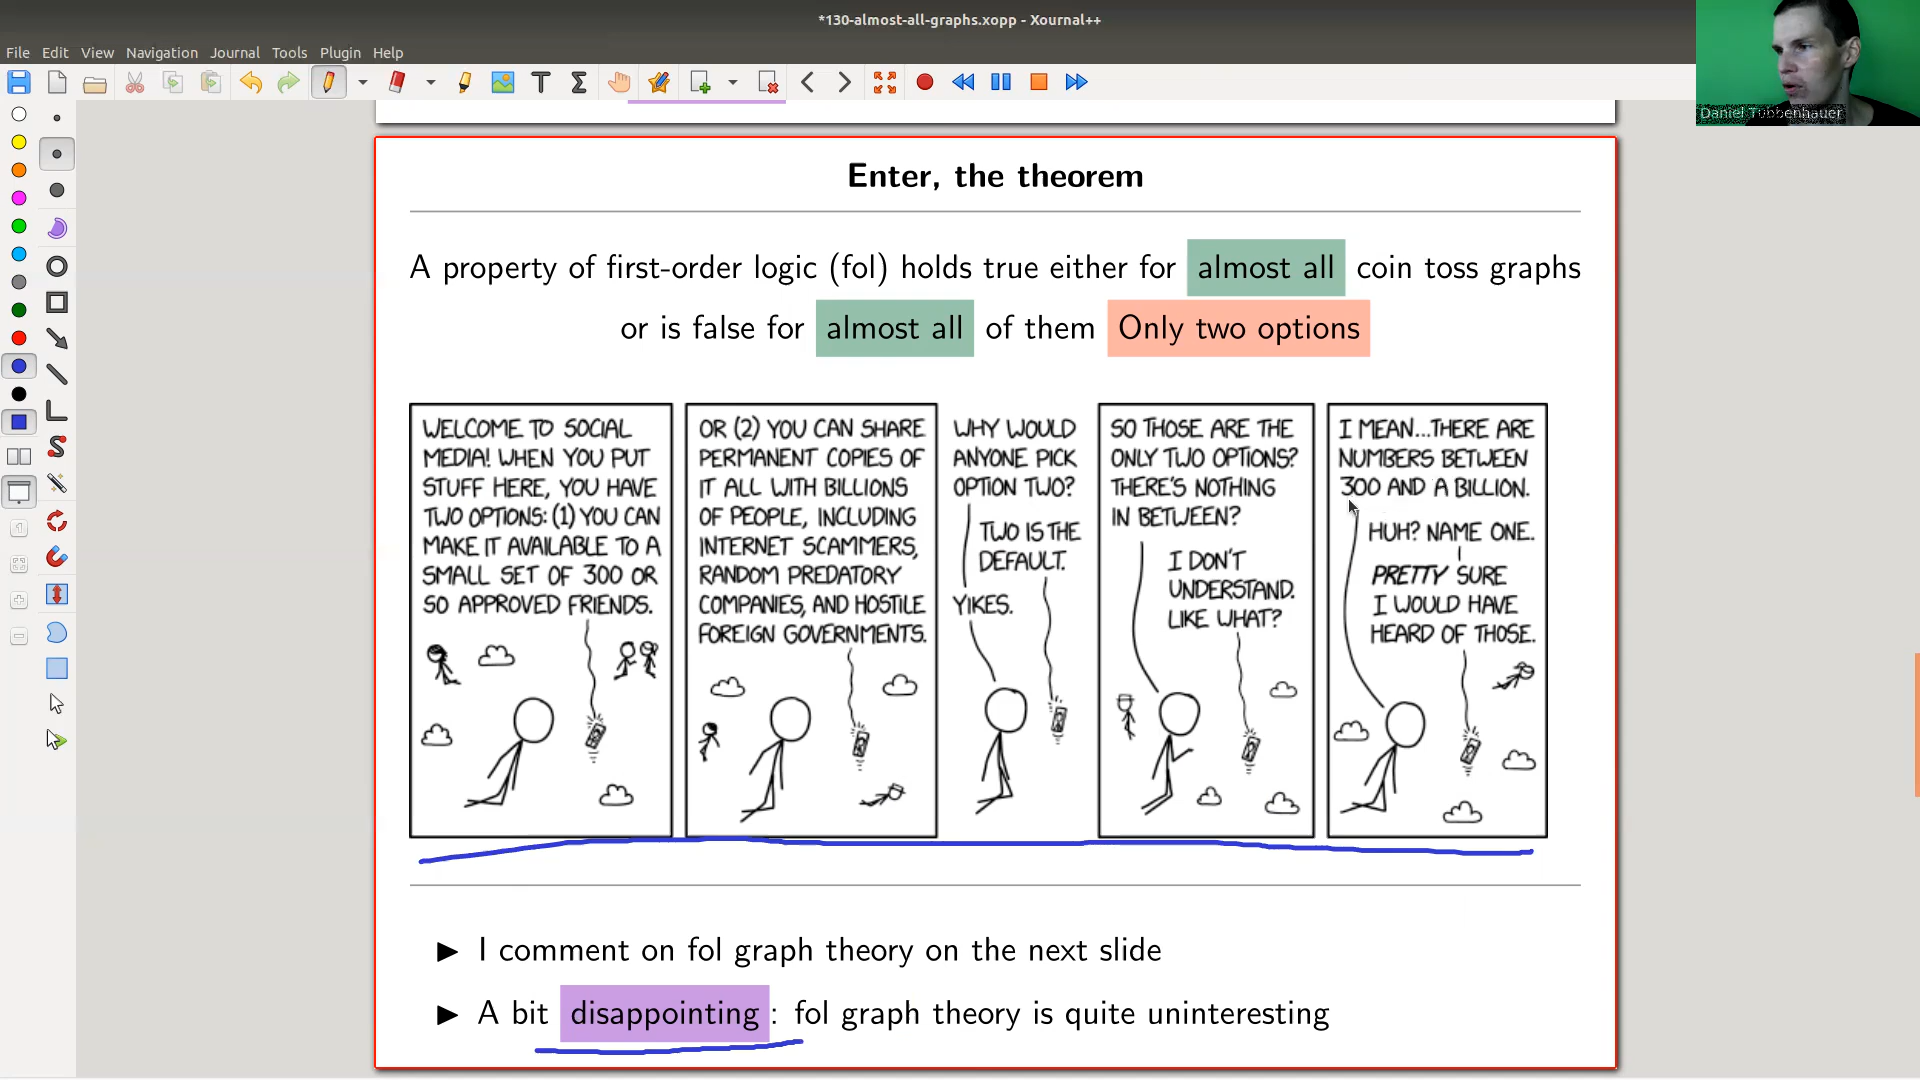 *130-almost-all-graphs.xopp - Xournal++
File Edit View Navigation Journal Tools Plugin Help
Daniel Tubbenhauer
Enter, the theorem
A property of first-order logic (fol) holds true either for almost all coin toss graphs
or is false for almost all of them Only two options
WELCOME TO SOCIAL
MEDIA! WHEN YOU PUT
STUFF HERE, YOU HAVE
TWO OPTIONS: (1) YOU CAN
MAKE IT AVAILABLE TO A
SMALL SET OF 300 OR
SO APPROVED FRIENDS.
OR (2) YOU CAN SHARE
PERMANENT COPIES OF
IT ALL WITH BILLIONS
OF PEOPLE, INCLUDING
INTERNET SCAMMERS,
RANDOM PREDATORY
COMPANIES, AND HOSTILE
FOREIGN GOVERNMENTS.
WHY WOULD
ANYONE PICK
OPTION TWO?
TWO IS THE
DEFAULT.
YIKES.
SO THOSE ARE THE
ONLY TWO OPTIONS?
THERE'S NOTHING
IN BETWEEN?
I DON'T
UNDERSTAND.
LIKE WHAT?
I MEAN...THERE ARE
NUMBERS BETWEEN
300 AND A BILLION.
HUH? NAME ONE.
PRETTY SURE
I WOULD HAVE
HEARD OF THOSE.
▶ I comment on fol graph theory on the next slide
▶ A bit disappointing: fol graph theory is quite uninteresting